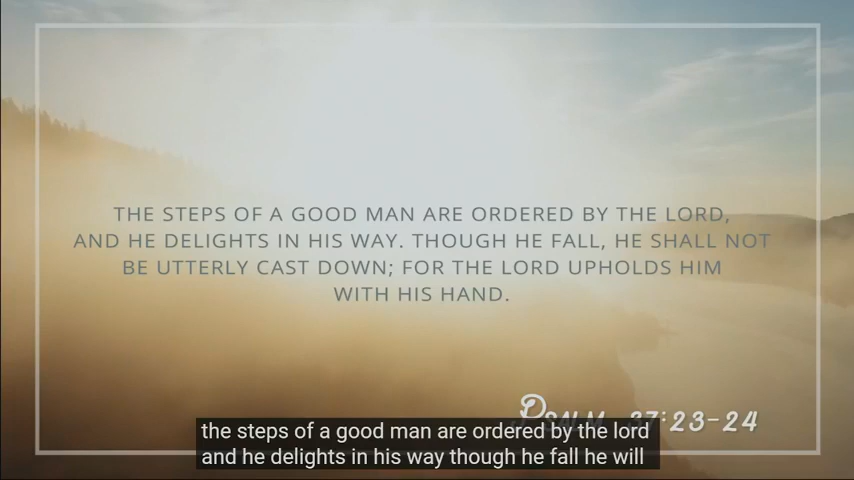 THE STEPS OF A GOOD MAN ARE ORDERED BY THE LORD,
AND HE DELIGHTS IN HIS WAY. THOUGH HE FALL, HE SHALL NOT
BE UTTERLY CAST DOWN; FOR THE LORD UPHOLDS HIM
WITH HIS HAND.
PSALM 37:23-24
the steps of a good man are ordered by the lord
and he delights in his way though he fall he will